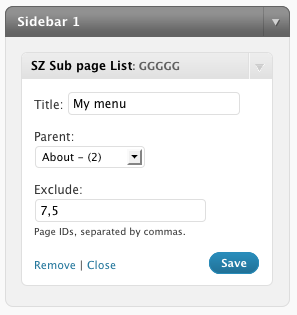 Sidebar 1
SZ Sub page List: GGGGG
Title: My menu
Parent:
About – (2)
Exclude:
7,5
Page IDs, separated by commas.
Remove | Close Save